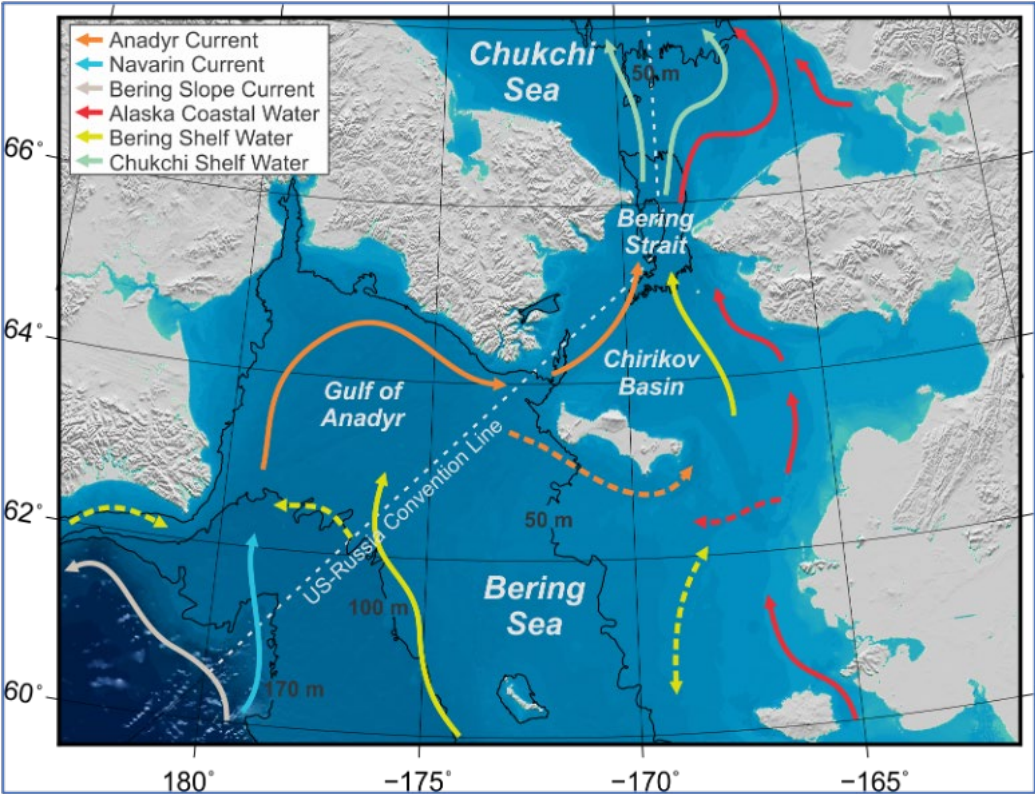 Anadyr Current
Navarin Current
Bering Slope Current
Alaska Coastal Water
Bering Shelf Water
Chukchi Shelf Water
Chukchi
Sea
50 m
66°
Bering
Strait
64°
Chirikov
Basin
Gulf of
Anadyr
US-Russia Convention Line
62°
50 m
Bering
Sea
100 m
60°
170 m
180°
−175°
−170°
−165°